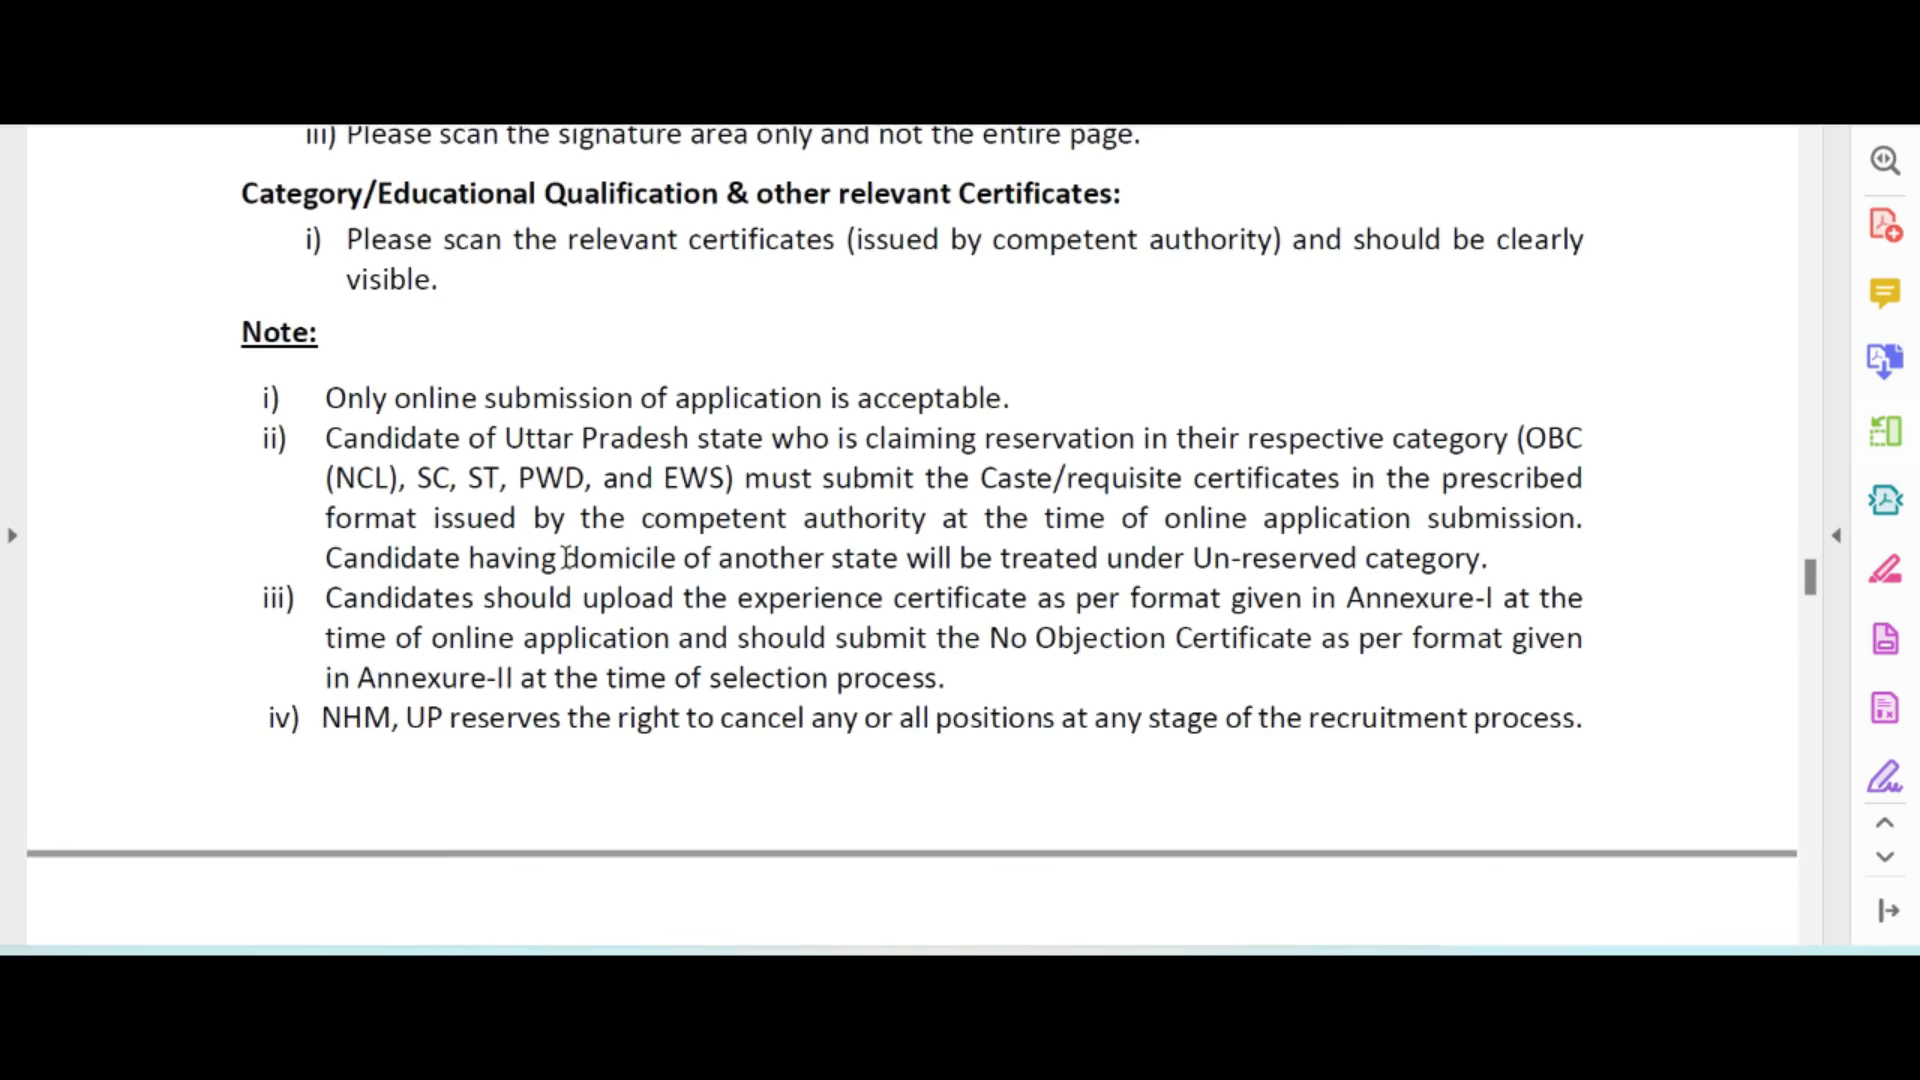 iii) Please scan the signature area only and not the entire page.
Category/Educational Qualification & other relevant Certificates:
i) Please scan the relevant certificates (issued by competent authority) and should be clearly
visible.
Note:
i) Only online submission of application is acceptable.
ii) Candidate of Uttar Pradesh state who is claiming reservation in their respective category (OBC
(NCL), SC, ST, PWD, and EWS) must submit the Caste/requisite certificates in the prescribed
format issued by the competent authority at the time of online application submission.
Candidate having domicile of another state will be treated under Un-reserved category.
iii) Candidates should upload the experience certificate as per format given in Annexure-I at the
time of online application and should submit the No Objection Certificate as per format given
in Annexure-II at the time of selection process.
iv) NHM, UP reserves the right to cancel any or all positions at any stage of the recruitment process.